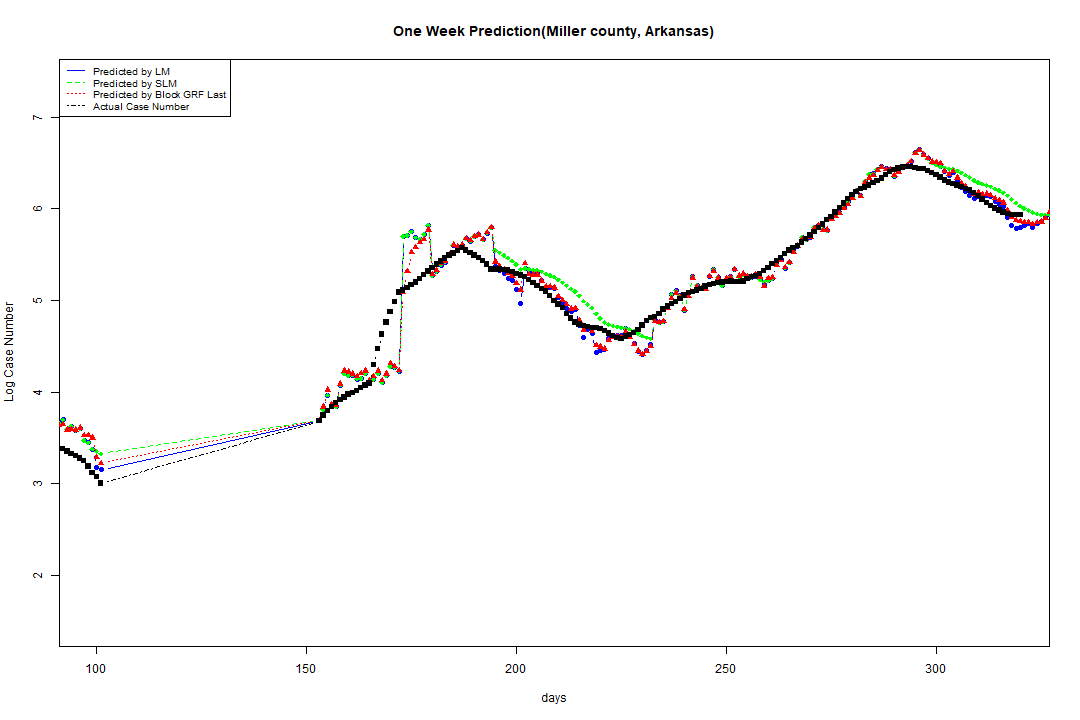 One Week Prediction(Miller county, Arkansas)
Predicted by LM
Predicted by SLM
Predicted by Block GRF Last
Actual Case Number
7
6
5
4
3
2
Log Case Number
100 150 200 250 300
days